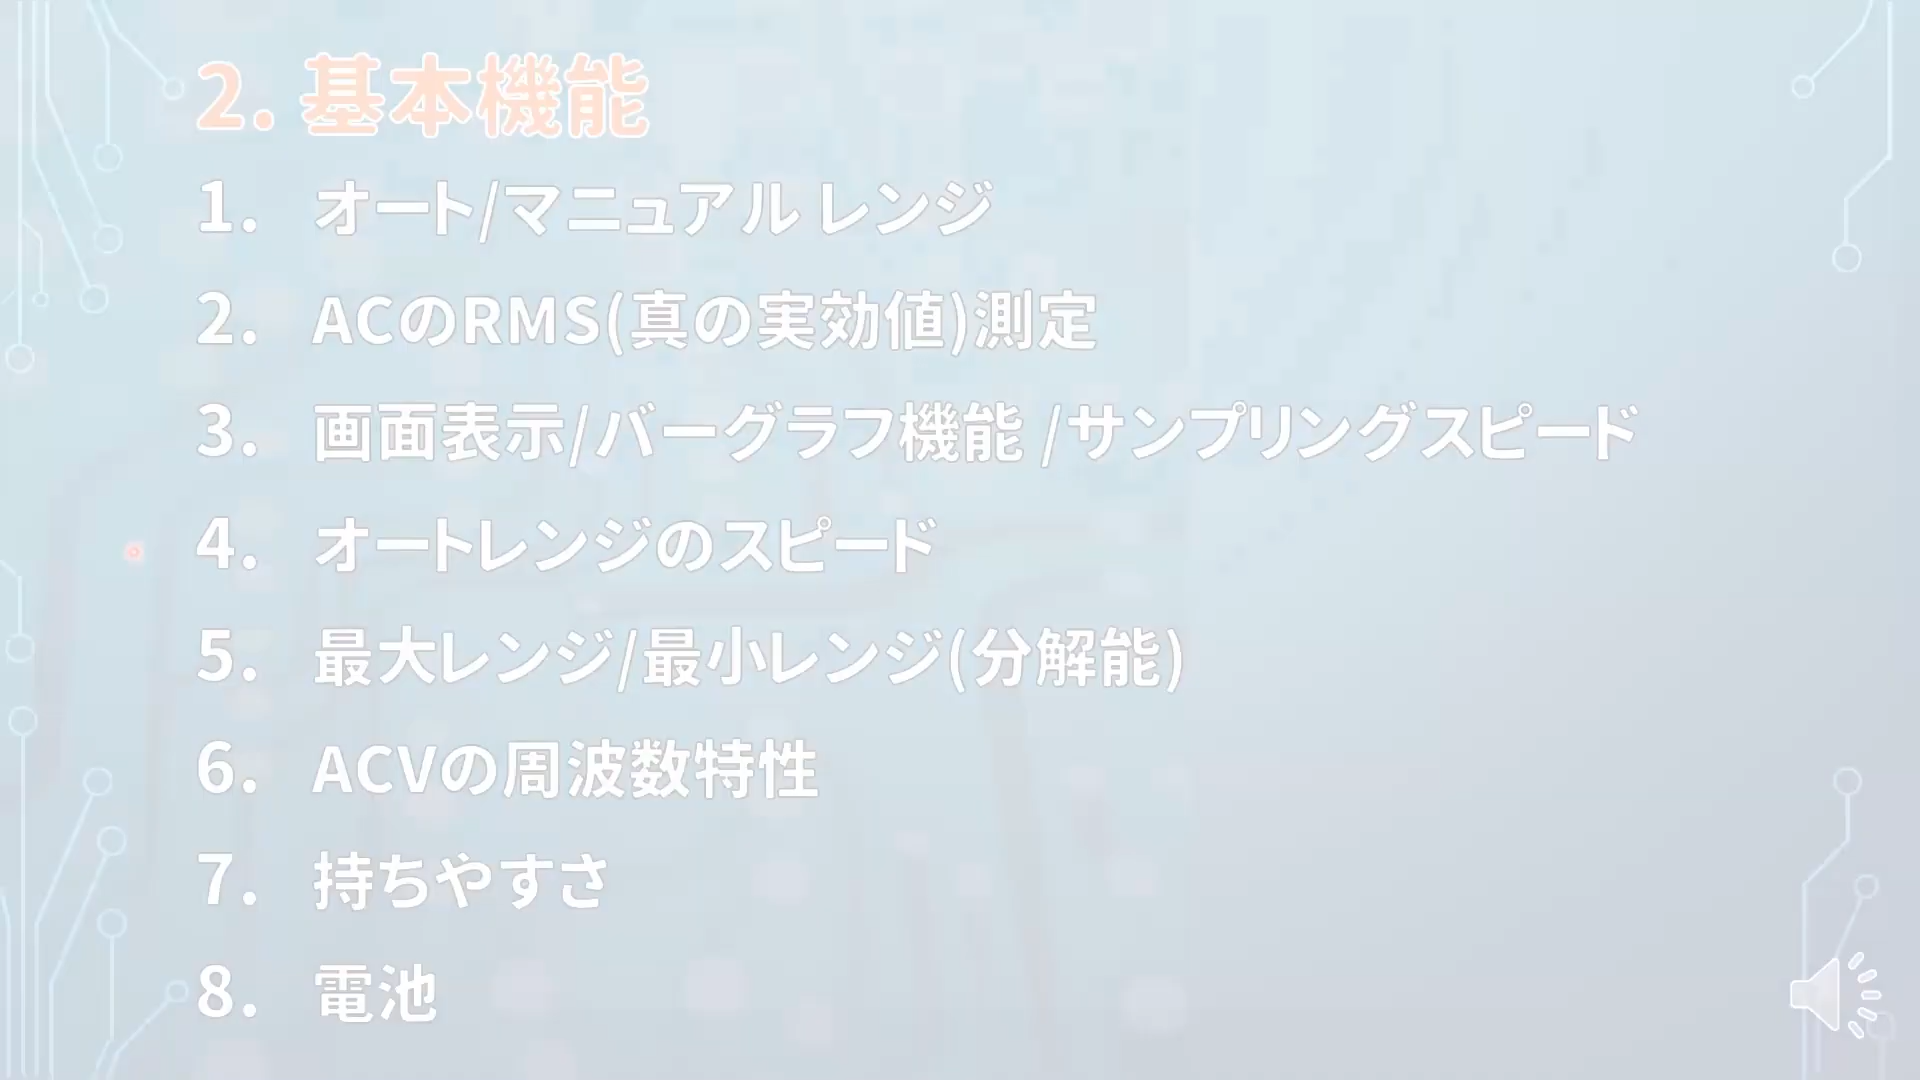 2. 基本機能
1. オート/マニュアル レンジ
2. ACのRMS(真の実効値)測定
3. 画面表示/バーグラフ機能 /サンプリングスピード
4. オートレンジのスピード
5. 最大レンジ/最小レンジ(分解能)
6. ACVの周波数特性
7. 持ちやすさ
8. 電池